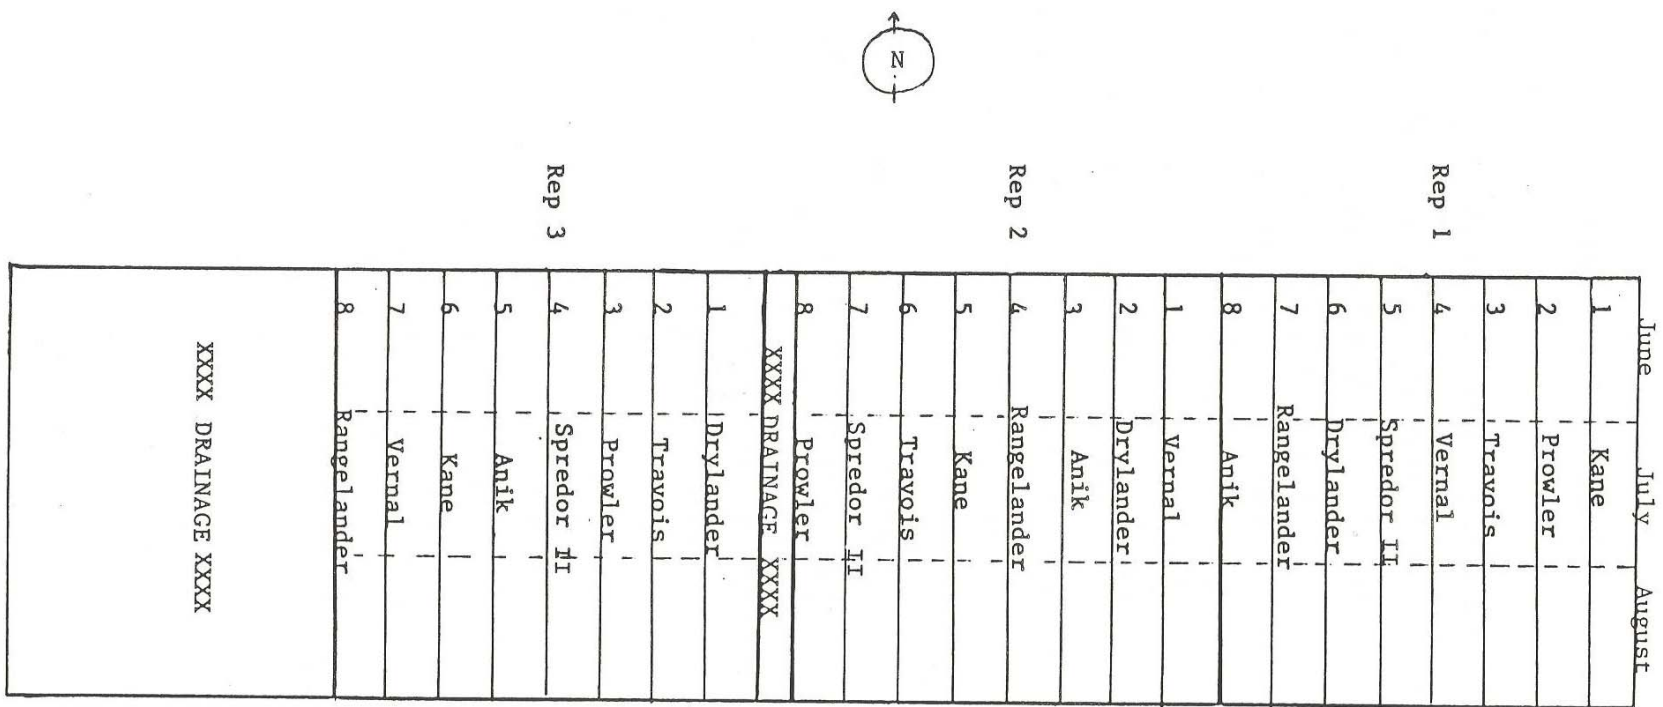 N
Rep 1
Rep 2
Rep 3
June July August
1 Kane
2 Prowler
3 Travois
4 Vernal
5 Spredor II
6 Drylander
7 Rangelander
8 Anik
1 Vernal
2 Drylander
3 Anik
4 Rangelander
5 Kane
6 Travois
7 Spredor II
8 Prowler
XXXX DRAINAGE XXXX
1 Drylander
2 Travois
3 Prowler
4 Spredor II
5 Anik
6 Kane
7 Vernal
8 Rangelander
XXXX DRAINAGE XXXX